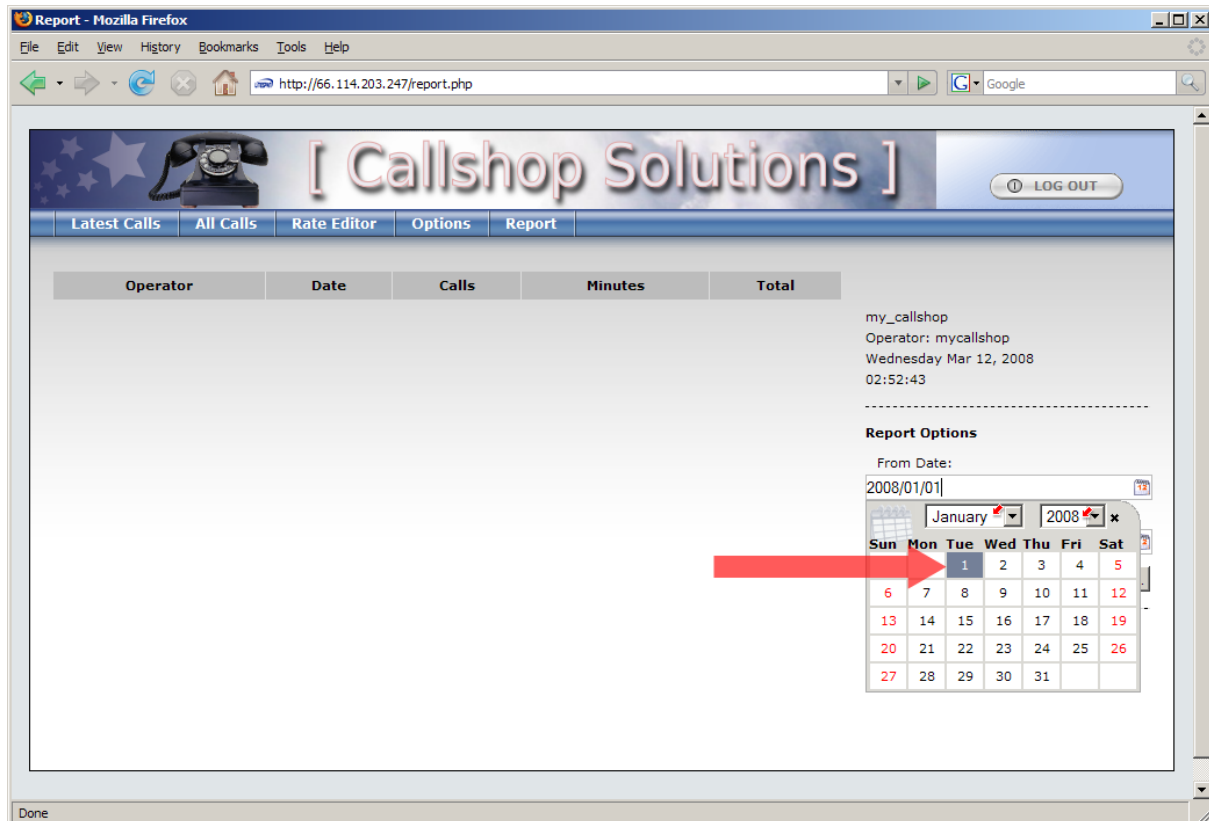 Report - Mozilla Firefox
File Edit View History Bookmarks Tools Help
http://66.114.203.247/report.php
G Google
[ Callshop Solutions ]
LOG OUT
Latest Calls All Calls Rate Editor Options Report
Operator Date Calls Minutes Total
my_callshop
Operator: mycallshop
Wednesday Mar 12, 2008
02:52:43
Report Options
From Date:
2008/01/01
12
January 2008 x
Sun Mon Tue Wed Thu Fri Sat
1 2 3 4 5
6 7 8 9 10 11 12
13 14 15 16 17 18 19
20 21 22 23 24 25 26
27 28 29 30 31
Done